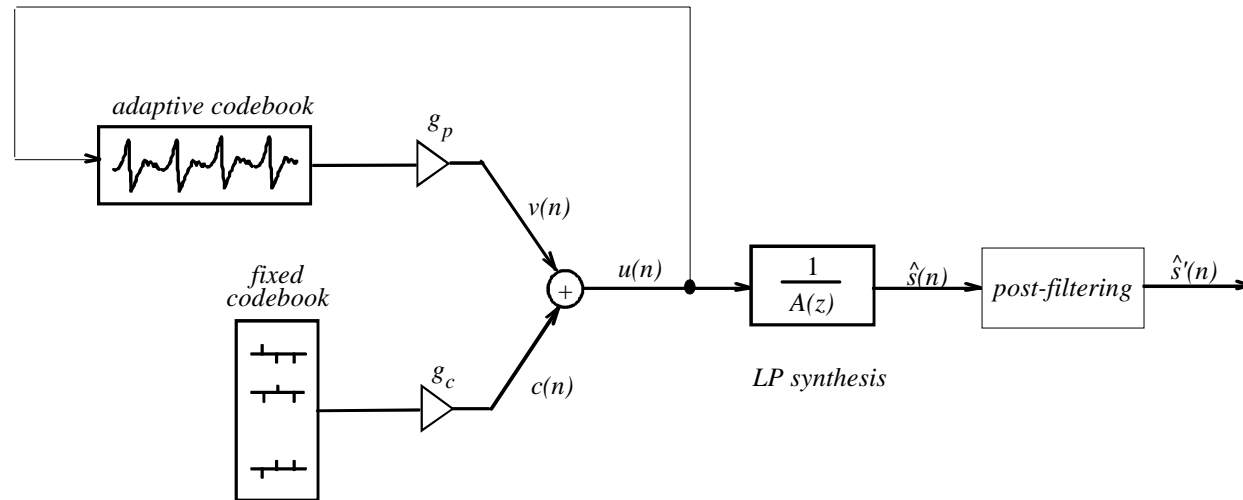 adaptive codebook
g_p
v(n)
fixed
codebook
+
u(n)
1
A(z)
ŝ(n)
post-filtering
ŝ'(n)
LP synthesis
g_c
c(n)